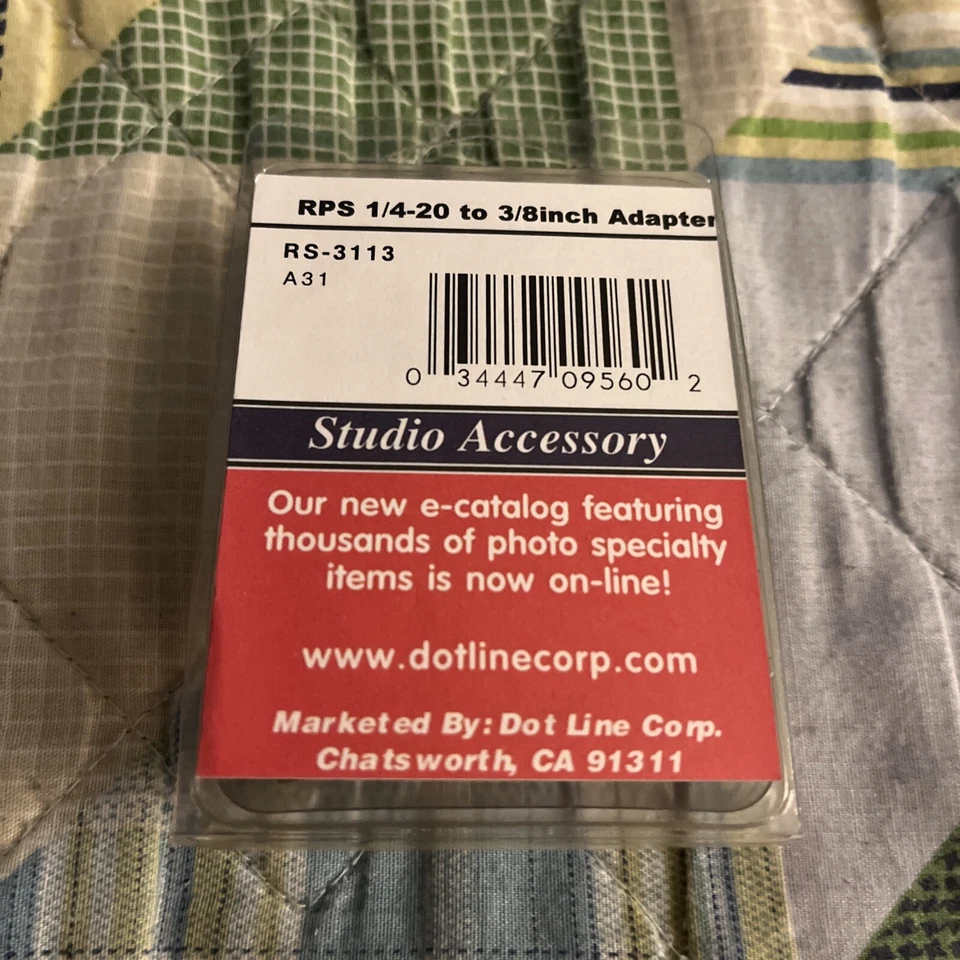 RPS 1/4-20 to 3/8inch Adapter
RS-3113
A31
0 34447 09560 2
Studio Accessory
Our new e-catalog featuring
thousands of photo specialty
items is now on-line!
www.dotlinecorp.com
Marketed By: Dot Line Corp.
Chatsworth, CA 91311